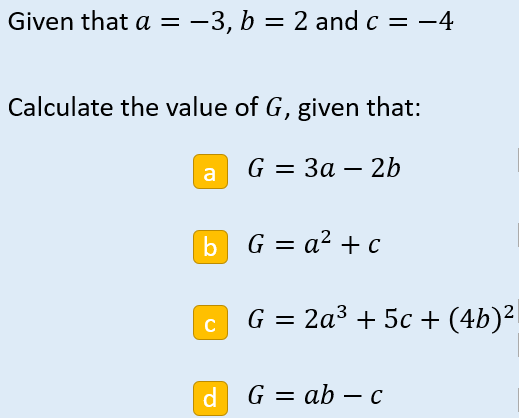 Given that a = −3, b = 2 and c = −4
Calculate the value of G, given that:
a G = 3a − 2b
b G = a² + c
c G = 2a³ + 5c + (4b)²
d G = ab − c